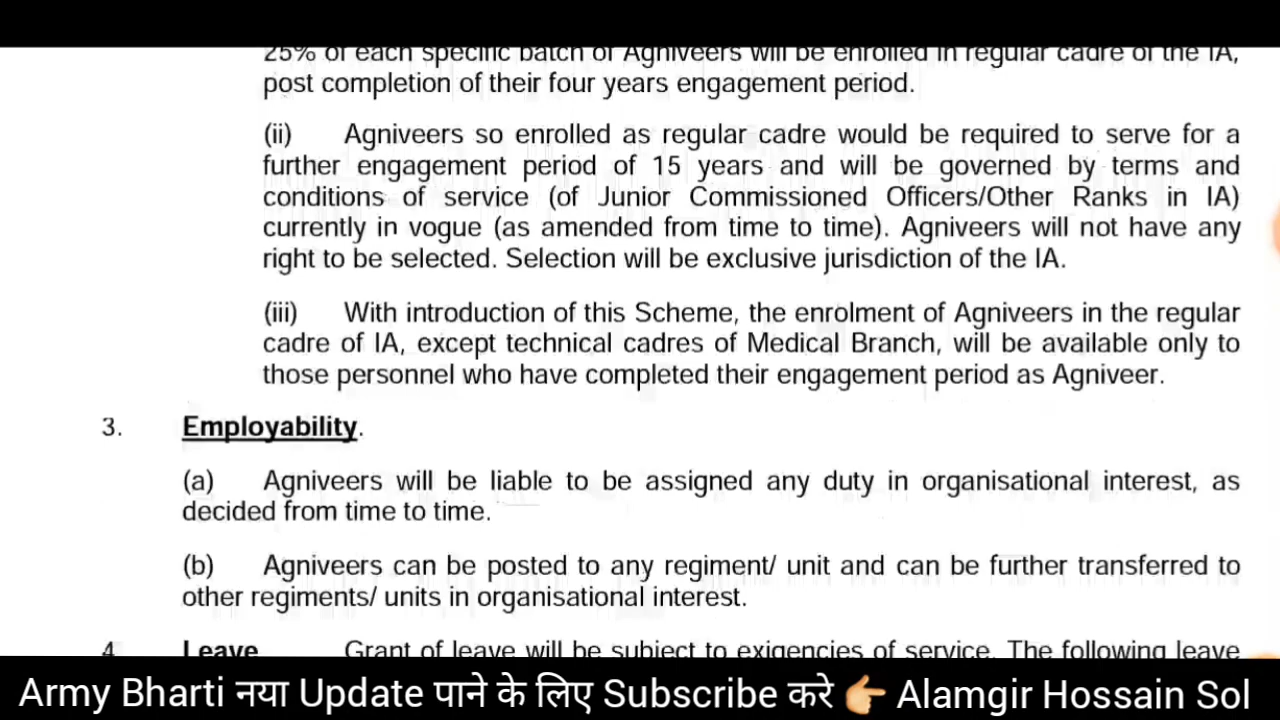 25% of each specific batch of Agniveers will be enrolled in regular cadre of the IA,
post completion of their four years engagement period.
(ii) Agniveers so enrolled as regular cadre would be required to serve for a
further engagement period of 15 years and will be governed by terms and
conditions of service (of Junior Commissioned Officers/Other Ranks in IA)
currently in vogue (as amended from time to time). Agniveers will not have any
right to be selected. Selection will be exclusive jurisdiction of the IA.
(iii) With introduction of this Scheme, the enrolment of Agniveers in the regular
cadre of IA, except technical cadres of Medical Branch, will be available only to
those personnel who have completed their engagement period as Agniveer.
3. Employability.
(a) Agniveers will be liable to be assigned any duty in organisational interest, as
decided from time to time.
(b) Agniveers can be posted to any regiment/ unit and can be further transferred to
other regiments/ units in organisational interest.
4 Leave Grant of leave will be subject to exigencies of service. The following leave
Army Bharti नया Update पाने के लिए Subscribe करे 👉 Alamgir Hossain Sol